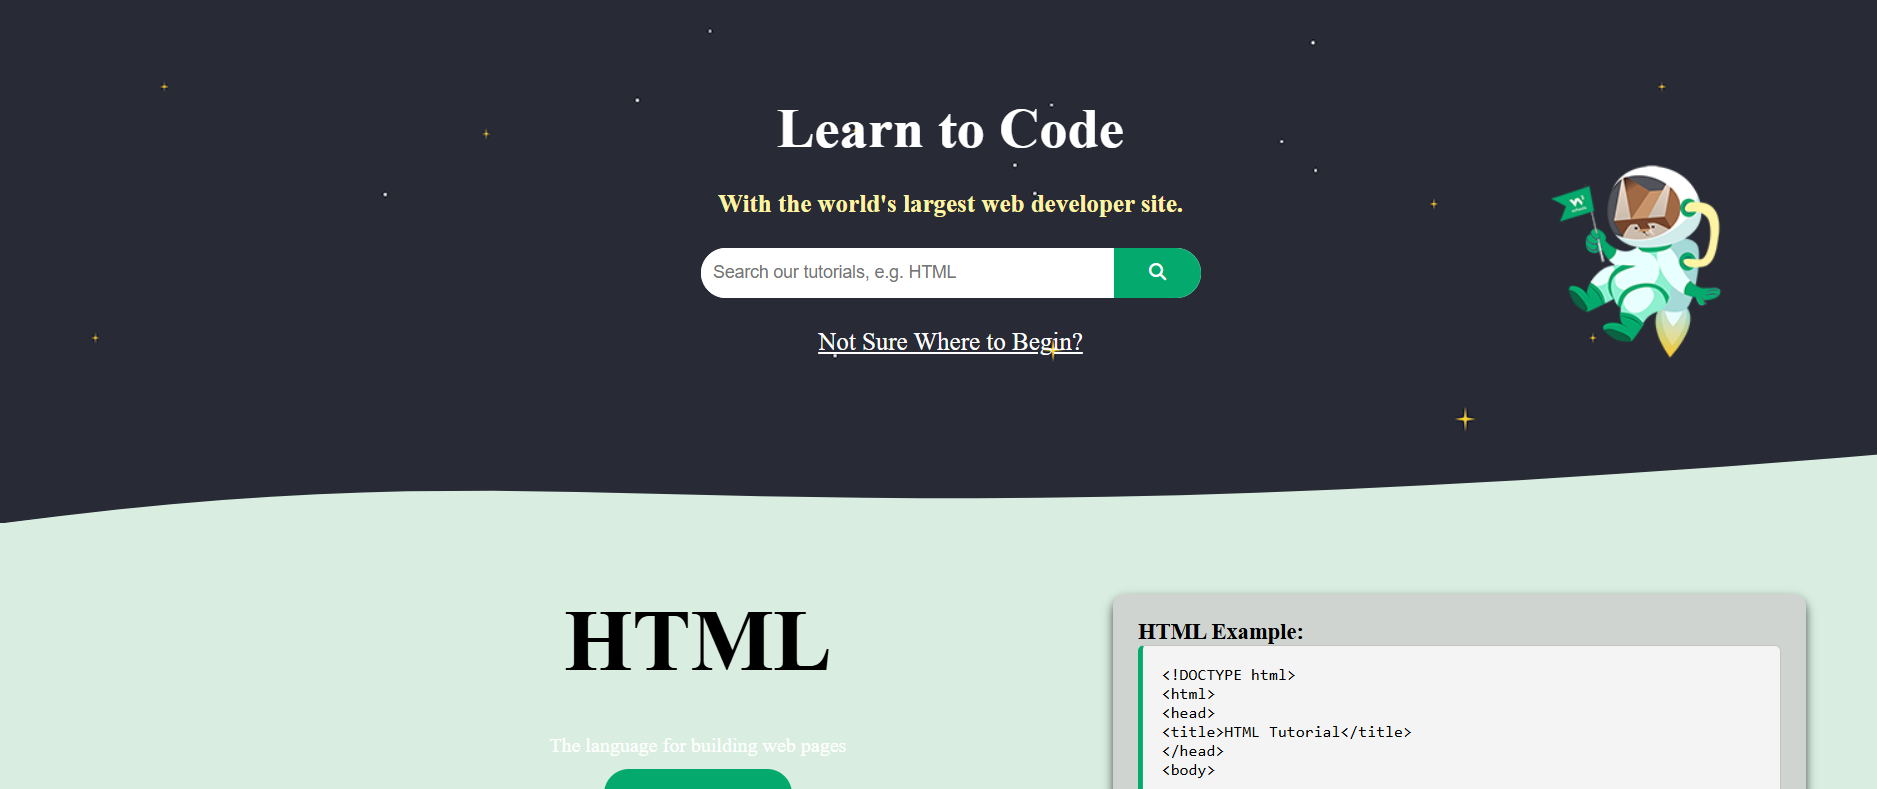 Learn to Code
With the world's largest web developer site.
Search our tutorials, e.g. HTML
Not Sure Where to Begin?
HTML
The language for building web pages
HTML Example:
<!DOCTYPE html>
<html>
<head>
<title>HTML Tutorial</title>
</head>
<body>